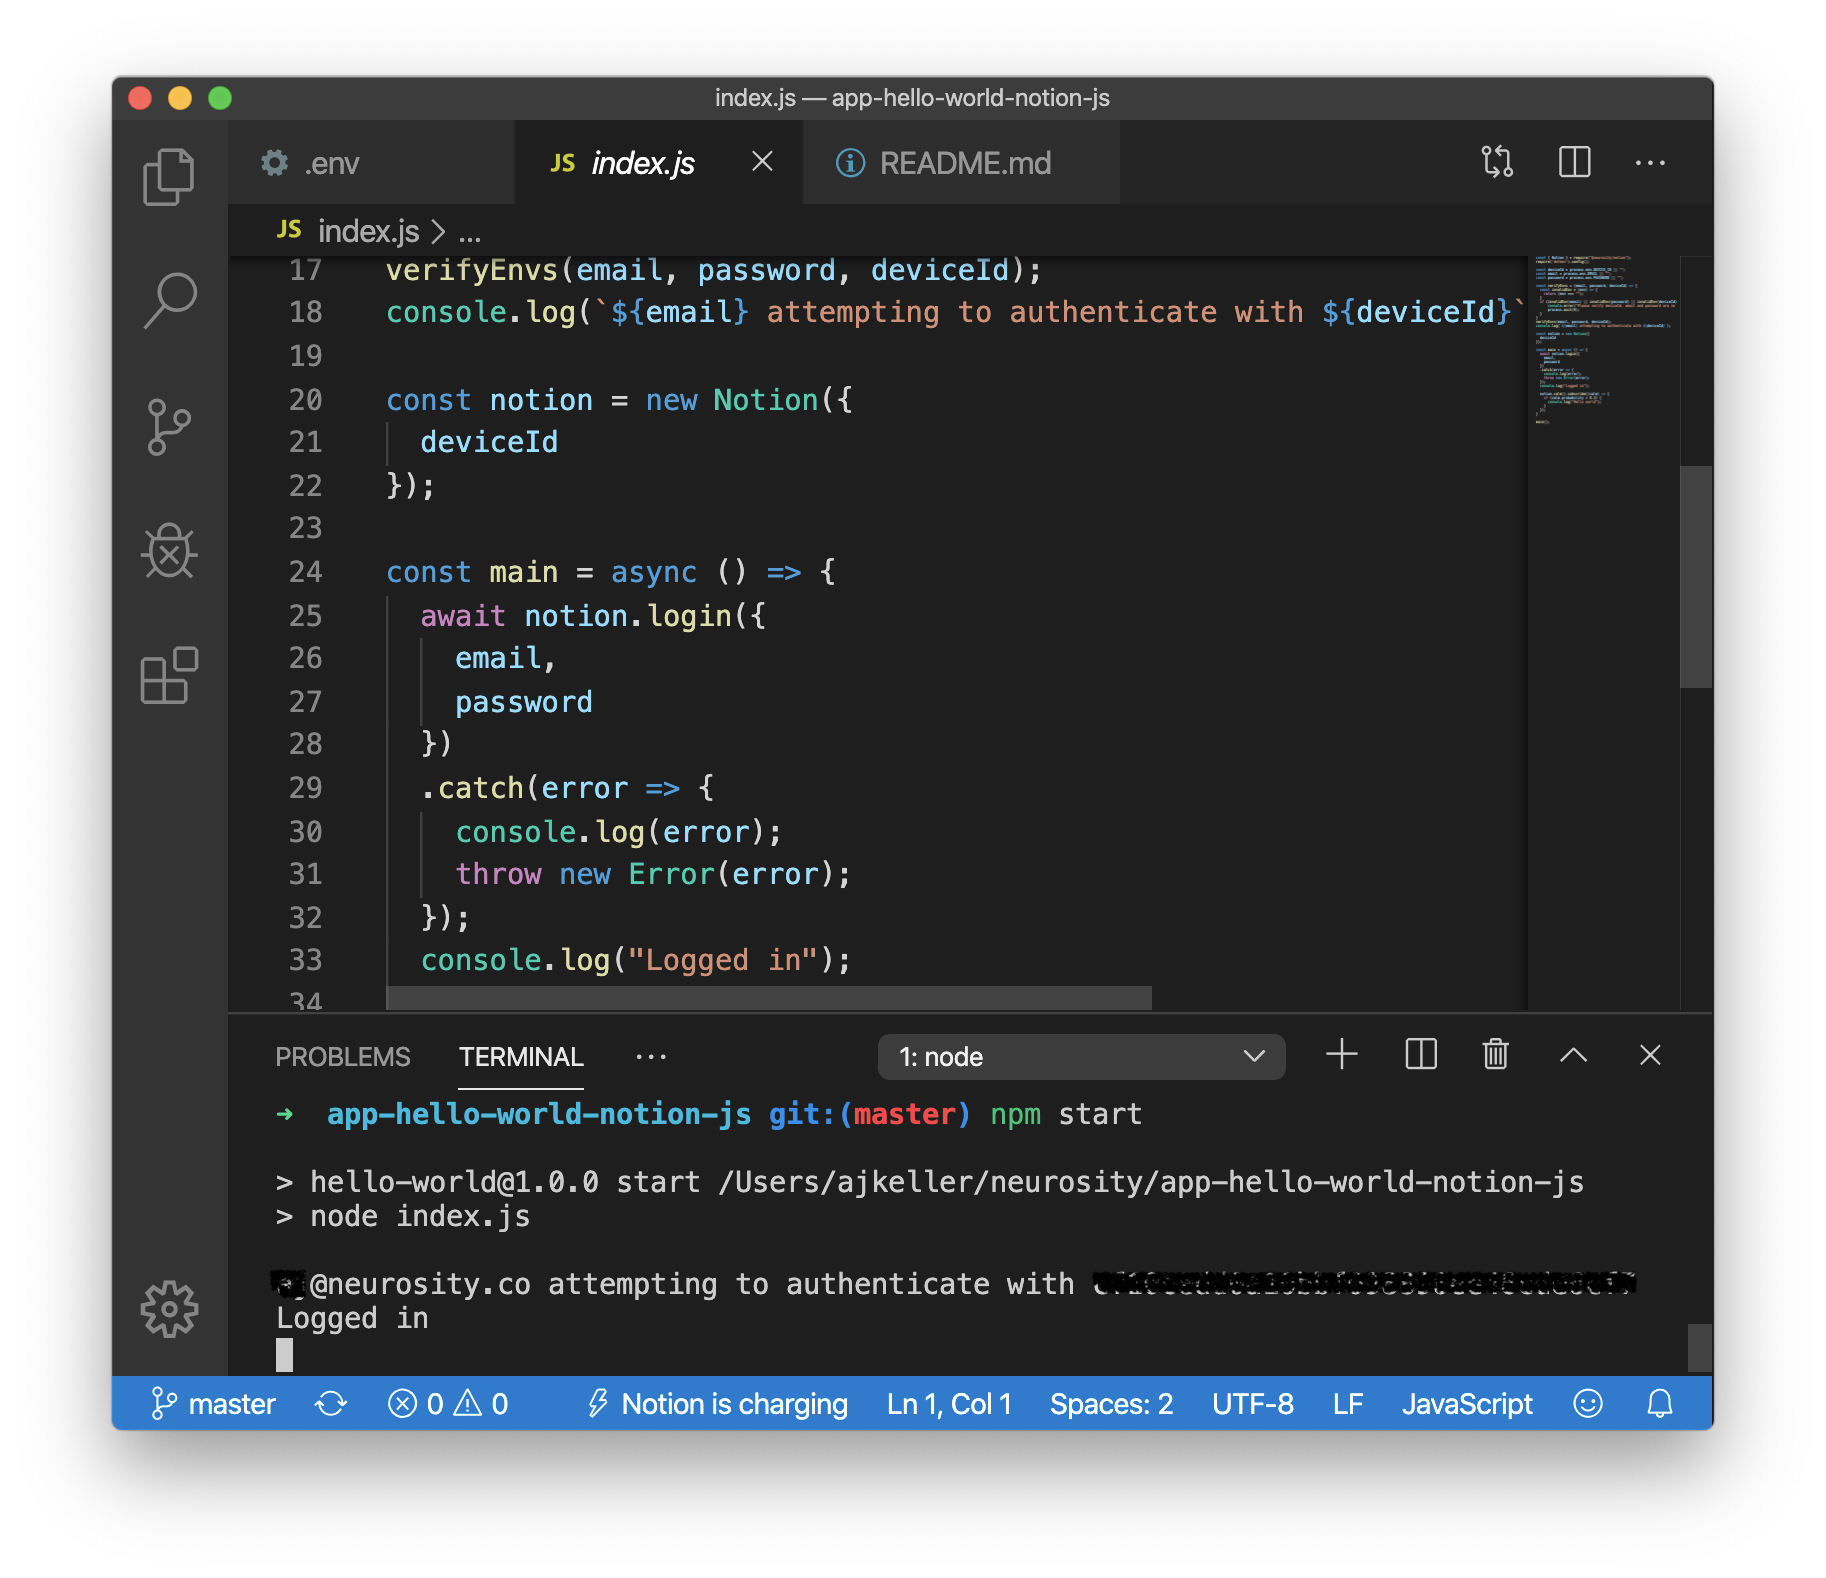 index.js — app-hello-world-notion-js
.env
JS index.js
README.md
JS index.js > ...
17 verifyEnvs(email, password, deviceId);
18 console.log(`${email} attempting to authenticate with ${deviceId}`
19
20 const notion = new Notion({
21 deviceId
22 });
23
24 const main = async () => {
25 await notion.login({
26 email,
27 password
28 })
29 .catch(error => {
30 console.log(error);
31 throw new Error(error);
32 });
33 console.log("Logged in");
34
PROBLEMS TERMINAL ... 1: node
➜ app-hello-world-notion-js git:(master) npm start
> hello-world@1.0.0 start /Users/ajkeller/neurosity/app-hello-world-notion-js
> node index.js
@neurosity.co attempting to authenticate with
Logged in
master 0 0 Notion is charging Ln 1, Col 1 Spaces: 2 UTF-8 LF JavaScript